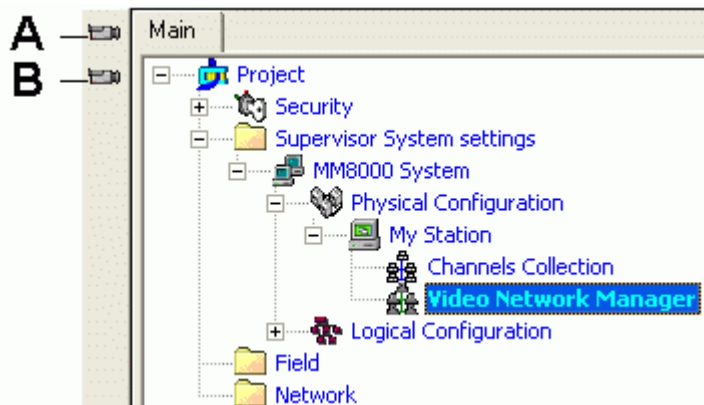 A
Main
B
Project
Security
Supervisor System settings
MM8000 System
Physical Configuration
My Station
Channels Collection
Video Network Manager
Logical Configuration
Field
Network